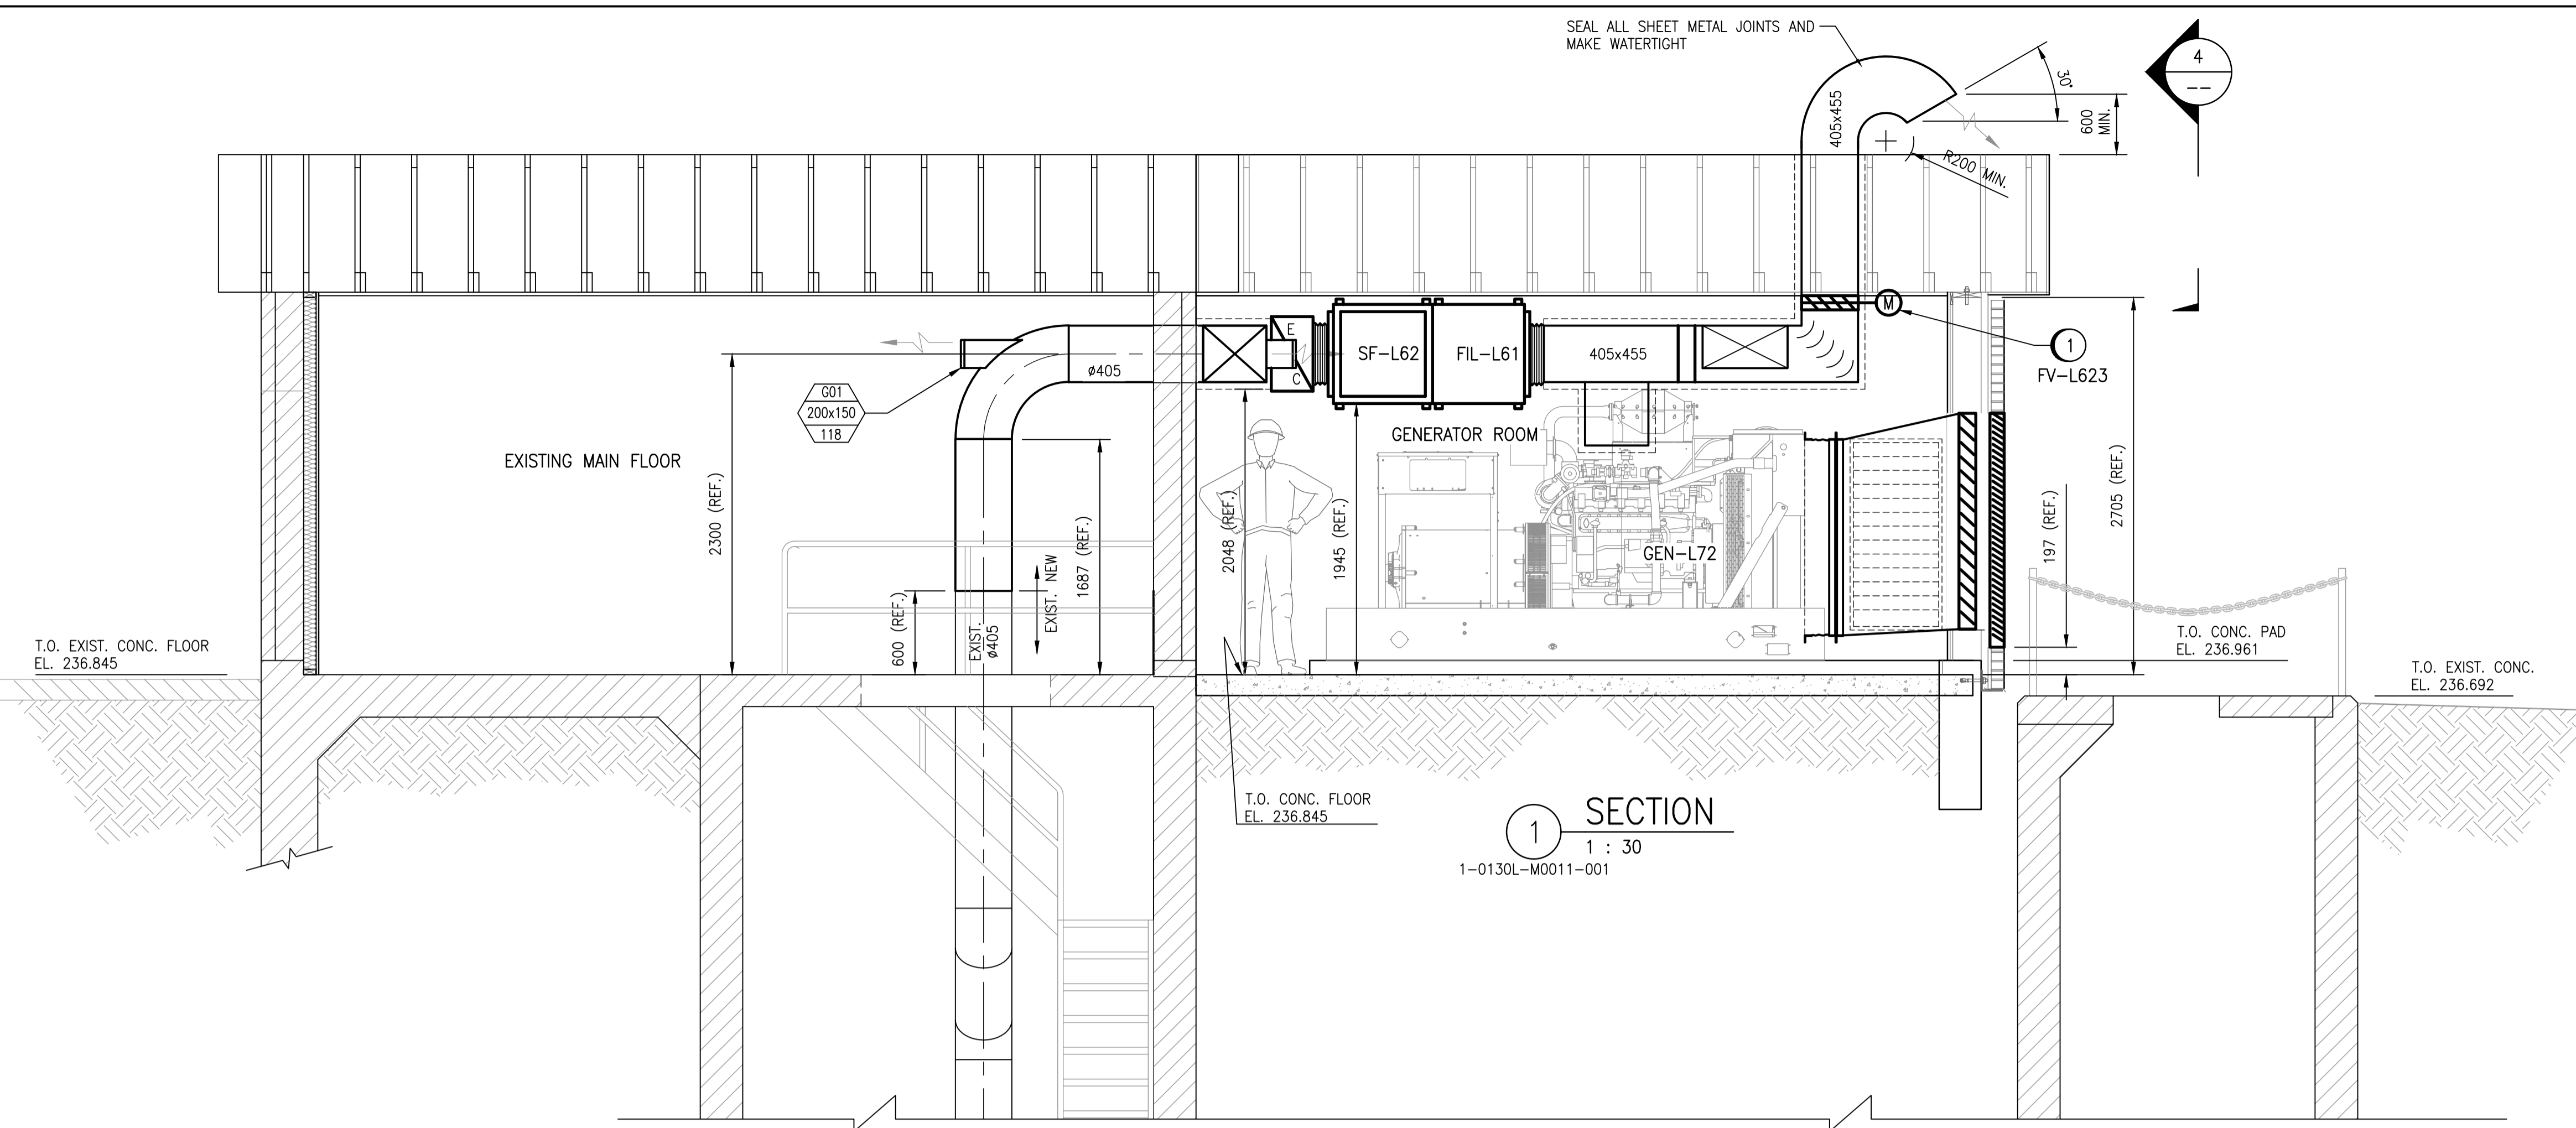 SEAL ALL SHEET METAL JOINTS AND
MAKE WATERTIGHT
4
--
30°
600
MIN.
405x455
R200 MIN.
M
1
FV-L623
E
C
SF-L62
FIL-L61
405x455
ø405
G01
200x150
118
EXISTING MAIN FLOOR
GENERATOR ROOM
GEN-L72
2300 (REF.)
600 (REF.)
EXIST.
ø405
EXIST. NEW
1687 (REF.)
2048 (REF.)
1945 (REF.)
197 (REF.)
2705 (REF.)
T.O. EXIST. CONC. FLOOR
EL. 236.845
T.O. CONC. PAD
EL. 236.961
T.O. EXIST. CONC.
EL. 236.692
T.O. CONC. FLOOR
EL. 236.845
1 SECTION
1 : 30
1-0130L-M0011-001